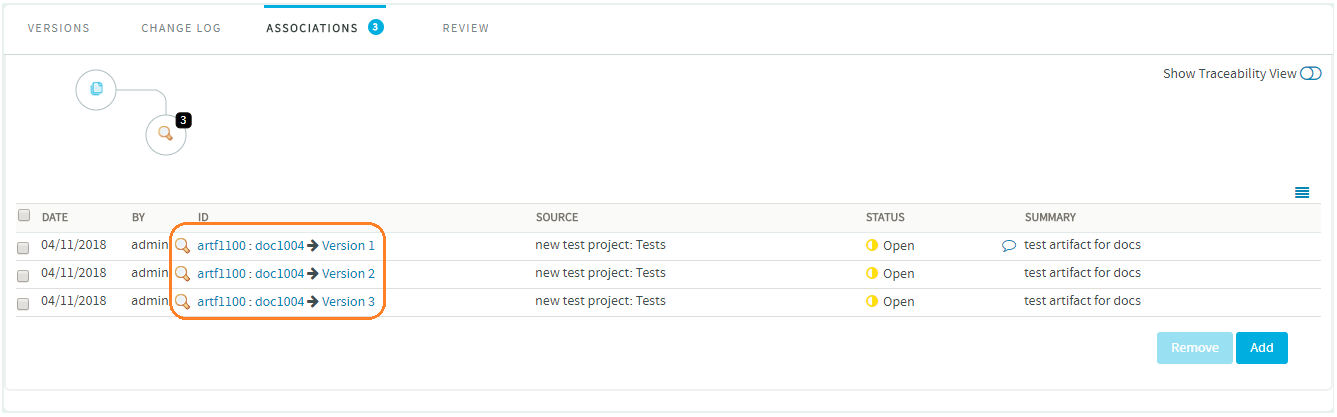 VERSIONS CHANGE LOG ASSOCIATIONS 3 REVIEW
Show Traceability View
3
DATE BY ID SOURCE STATUS SUMMARY
04/11/2018 admin artf1100 : doc1004 ➔ Version 1 new test project: Tests Open test artifact for docs
04/11/2018 admin artf1100 : doc1004 ➔ Version 2 new test project: Tests Open test artifact for docs
04/11/2018 admin artf1100 : doc1004 ➔ Version 3 new test project: Tests Open test artifact for docs
Remove Add